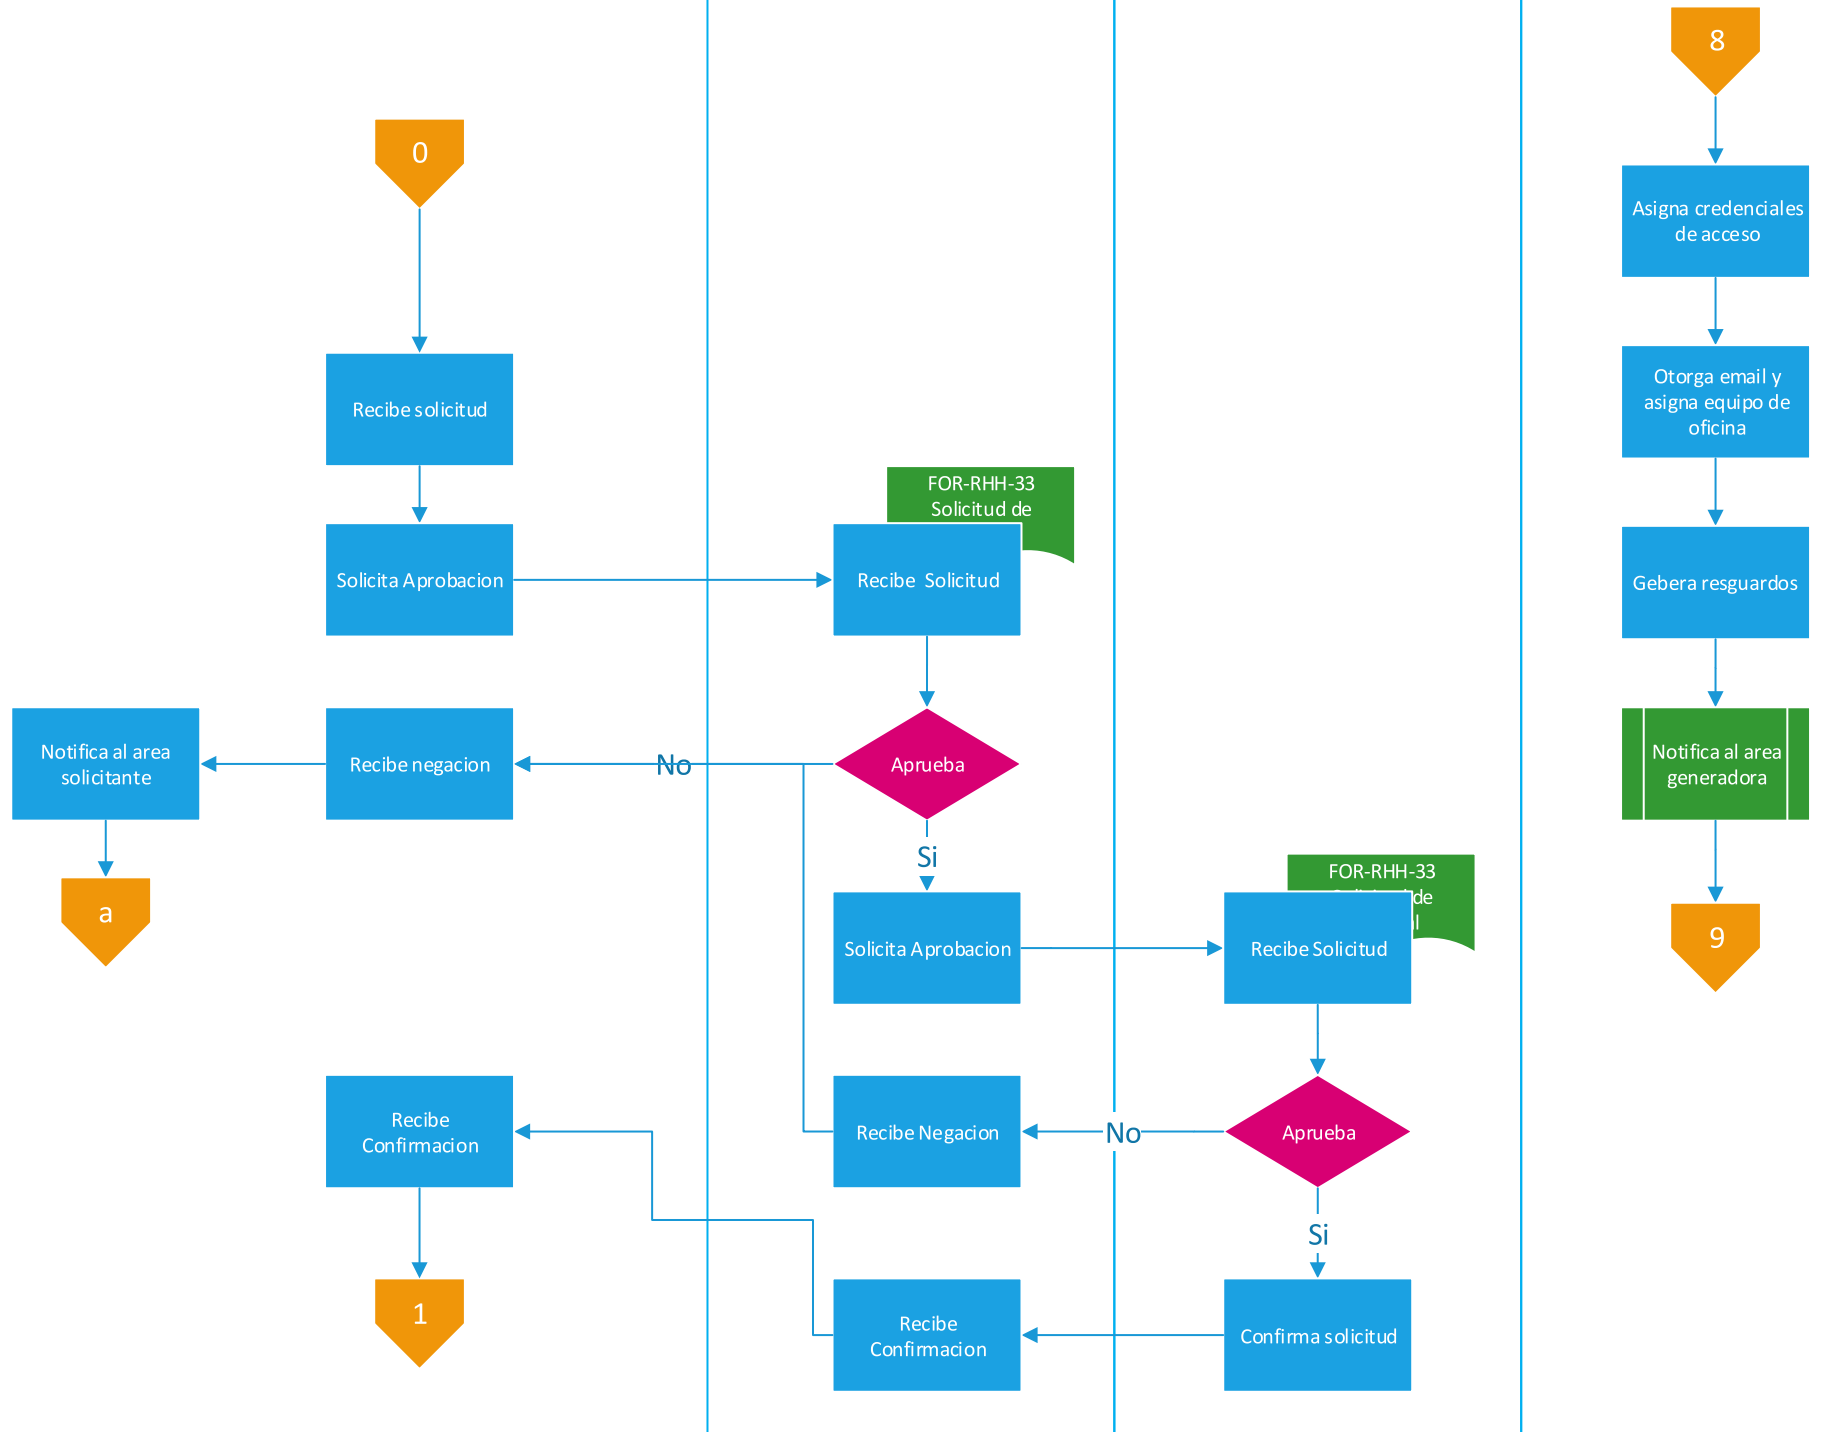 0
Recibe solicitud
Solicita Aprobacion
Notifica al area
solicitante
Recibe negacion
No
a
Recibe
Confirmacion
1
FOR-RHH-33
Solicitud de
Recibe Solicitud
Aprueba
Si
Solicita Aprobacion
Recibe Negacion
Recibe
Confirmacion
FOR-RHH-33
de
Recibe Solicitud
Aprueba
No
Si
Confirma solicitud
8
Asigna credenciales
de acceso
Otorga email y
asigna equipo de
oficina
Gebera resguardos
Notifica al area
generadora
9